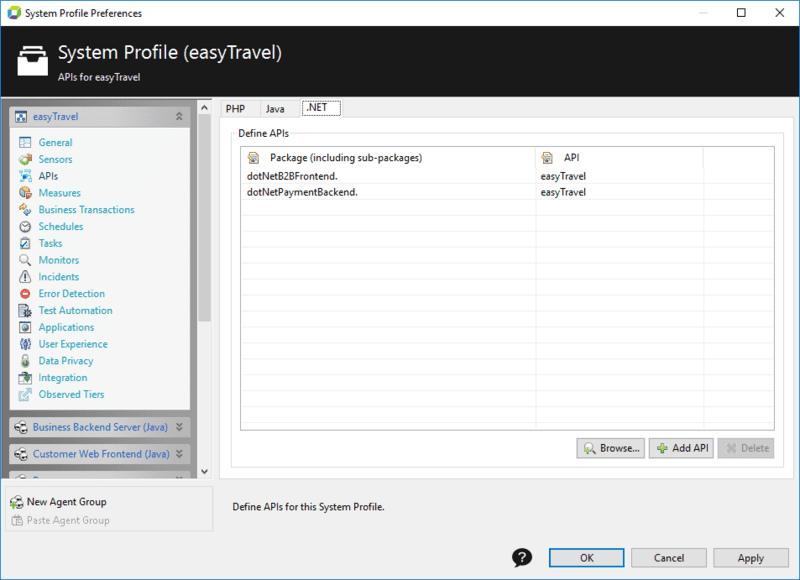 System Profile Preferences
System Profile (easyTravel)
APIs for easyTravel
easyTravel
General
Sensors
APIs
Measures
Business Transactions
Schedules
Tasks
Monitors
Incidents
Error Detection
Test Automation
Applications
User Experience
Data Privacy
Integration
Observed Tiers
Business Backend Server (Java)
Customer Web Frontend (Java)
New Agent Group
Paste Agent Group
PHP Java .NET
Define APIs
Package (including sub-packages) API
dotNetB2BFrontend. easyTravel
dotNetPaymentBackend. easyTravel
Browse... Add API Delete
Define APIs for this System Profile.
? OK Cancel Apply